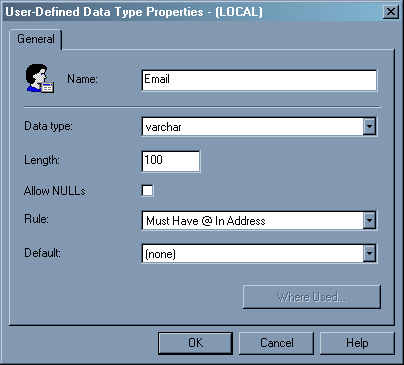 User-Defined Data Type Properties - (LOCAL)
General
Name: Email
Data type: varchar
Length: 100
Allow NULLs
Rule: Must Have @ In Address
Default: (none)
Where Used...
OK Cancel Help